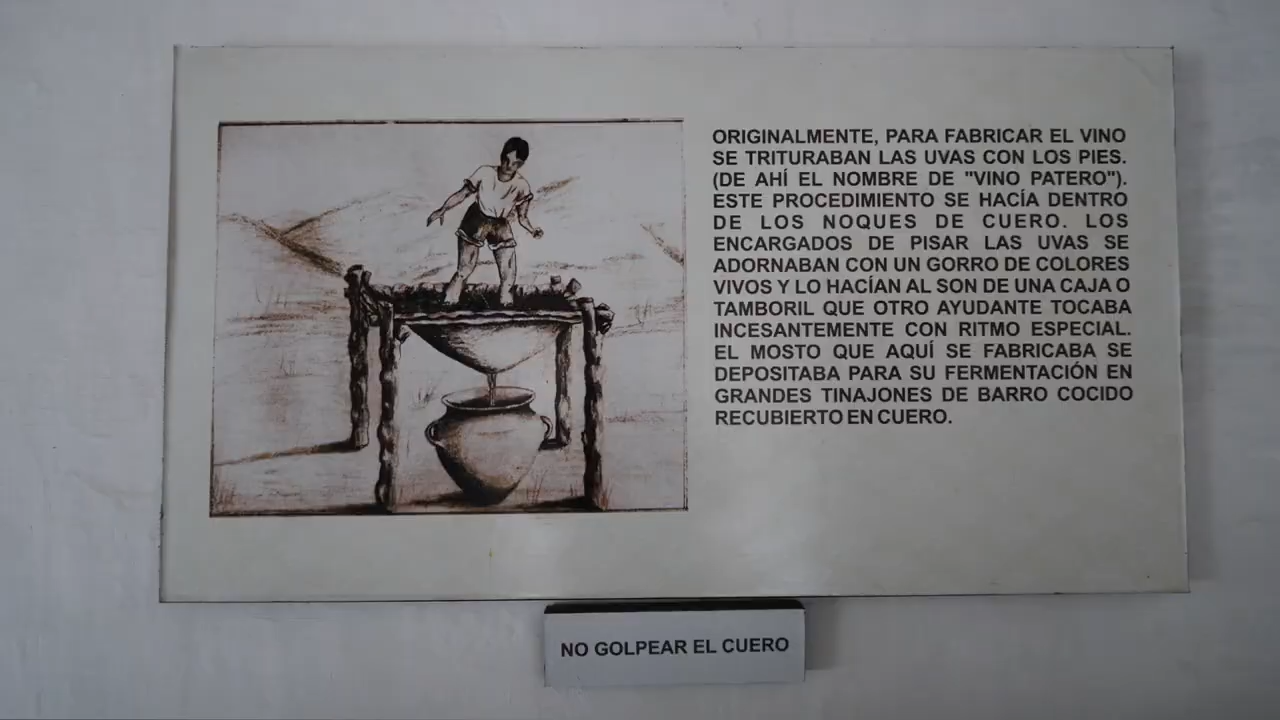 ORIGINALMENTE, PARA FABRICAR EL VINO
SE TRITURABAN LAS UVAS CON LOS PIES.
(DE AHÍ EL NOMBRE DE "VINO PATERO").
ESTE PROCEDIMIENTO SE HACÍA DENTRO
DE LOS NOQUES DE CUERO. LOS
ENCARGADOS DE PISAR LAS UVAS SE
ADORNABAN CON UN GORRO DE COLORES
VIVOS Y LO HACÍAN AL SON DE UNA CAJA O
TAMBORIL QUE OTRO AYUDANTE TOCABA
INCESANTEMENTE CON RITMO ESPECIAL.
EL MOSTO QUE AQUÍ SE FABRICABA SE
DEPOSITABA PARA SU FERMENTACIÓN EN
GRANDES TINAJONES DE BARRO COCIDO
RECUBIERTO EN CUERO.
NO GOLPEAR EL CUERO